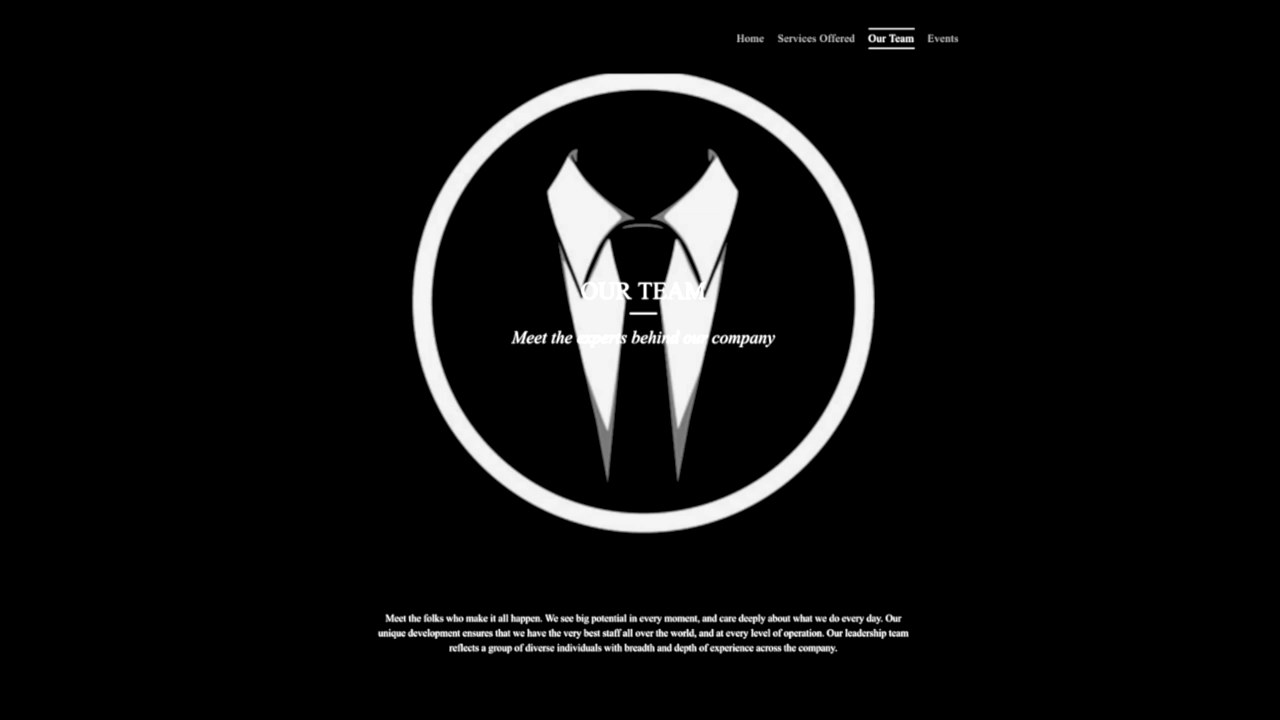 Home Services Offered Our Team Events
OUR TEAM
Meet the experts behind our company
Meet the folks who make it all happen. We see big potential in every moment, and care deeply about what we do every day. Our
unique development ensures that we have the very best staff all over the world, and at every level of operation. Our leadership team
reflects a group of diverse individuals with breadth and depth of experience across the company.